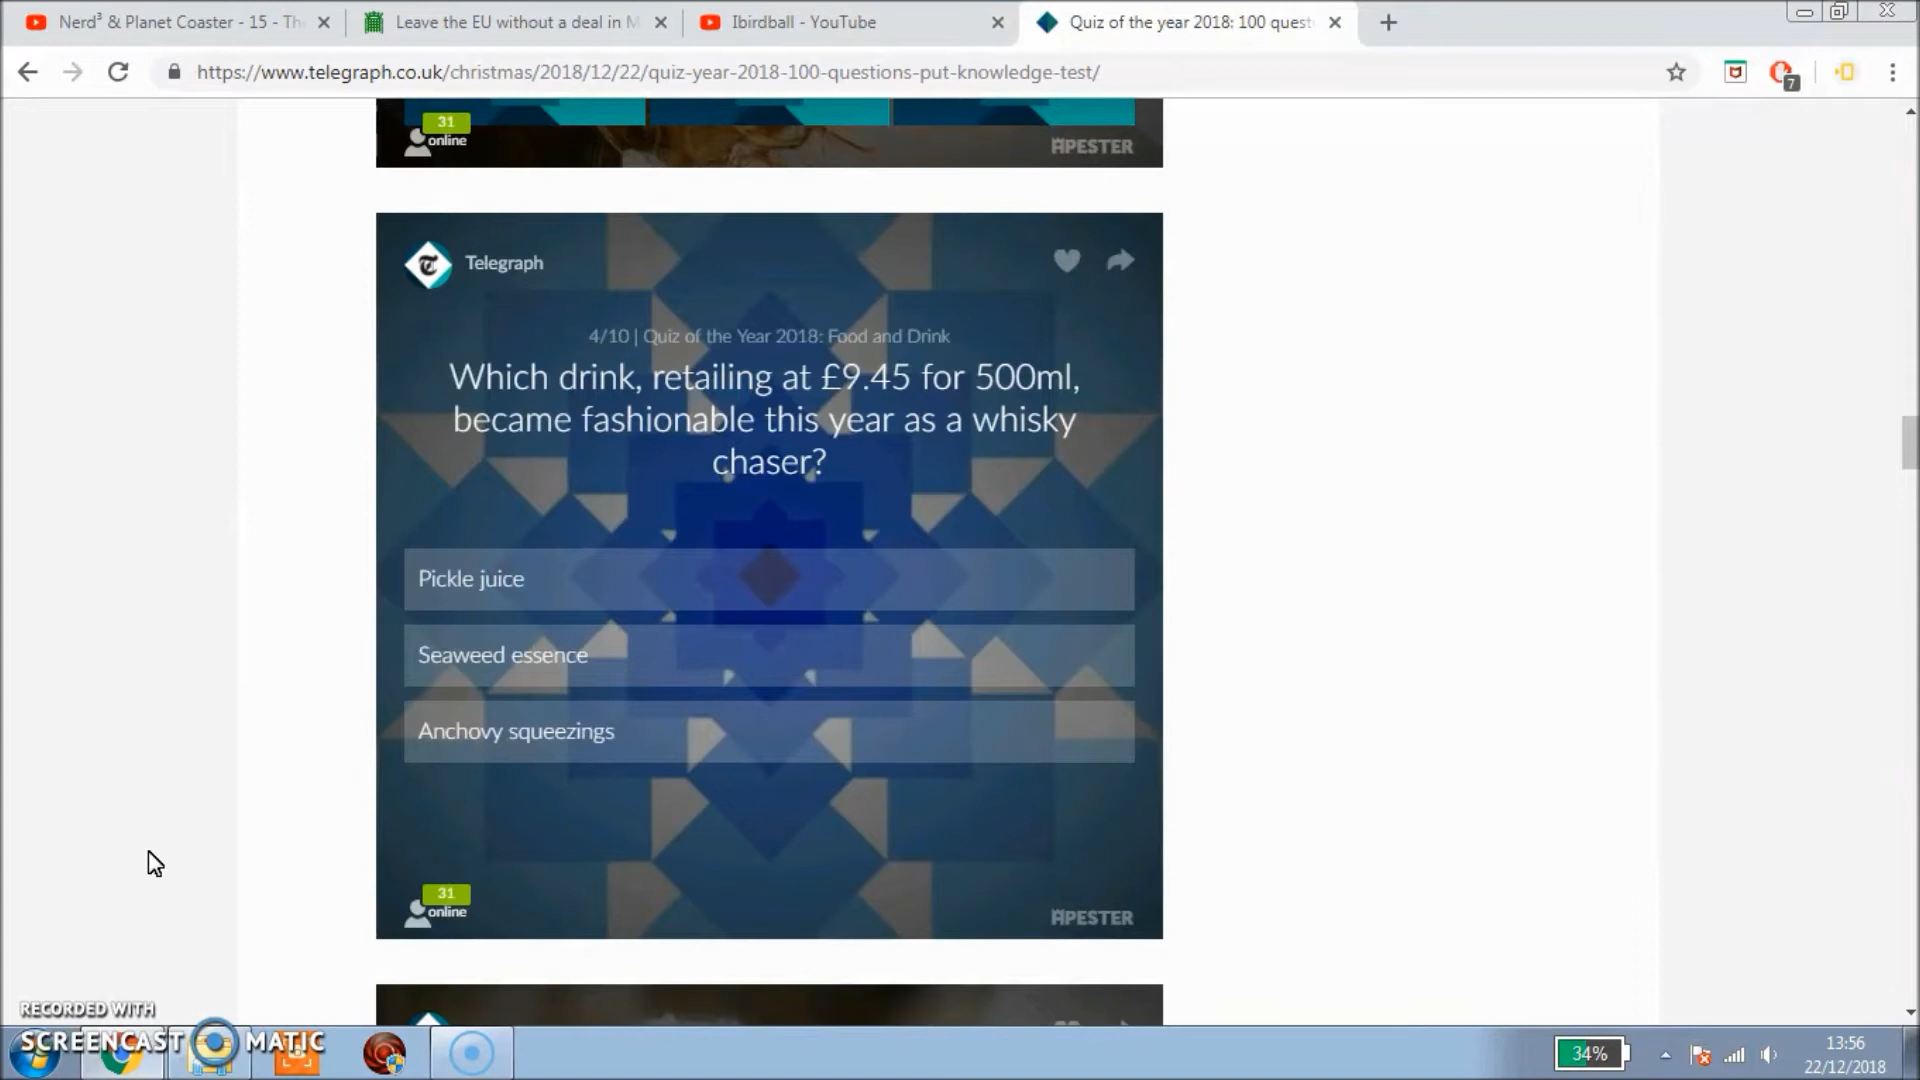 Nerd³ & Planet Coaster - 15 - Th
Leave the EU without a deal in M
Ibirdball - YouTube
Quiz of the year 2018: 100 quest
https://www.telegraph.co.uk/christmas/2018/12/22/quiz-year-2018-100-questions-put-knowledge-test/
7
31
online
APESTER
Telegraph
4/10 | Quiz of the Year 2018: Food and Drink
Which drink, retailing at £9.45 for 500ml,
became fashionable this year as a whisky
chaser?
Pickle juice
Seaweed essence
Anchovy squeezings
31
online
APESTER
RECORDED WITH
SCREENCAST MATIC
34%
13:56
22/12/2018